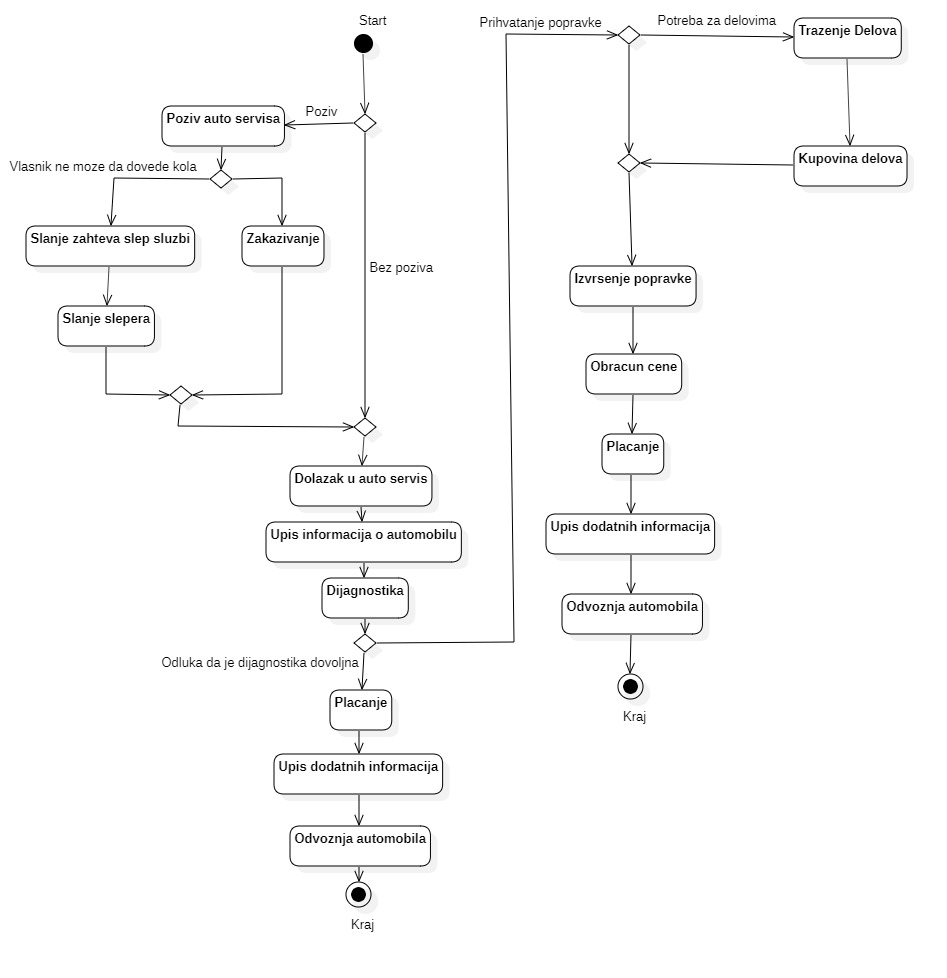 Start
Poziv
Poziv auto servisa
Vlasnik ne moze da dovede kola
Slanje zahteva slep sluzbi
Zakazivanje
Bez poziva
Slanje slepera
Dolazak u auto servis
Upis informacija o automobilu
Dijagnostika
Odluka da je dijagnostika dovoljna
Placanje
Upis dodatnih informacija
Odvoznja automobila
Kraj
Prihvatanje popravke
Potreba za delovima
Trazenje Delova
Kupovina delova
Izvrsenje popravke
Obracun cene
Placanje
Upis dodatnih informacija
Odvoznja automobila
Kraj